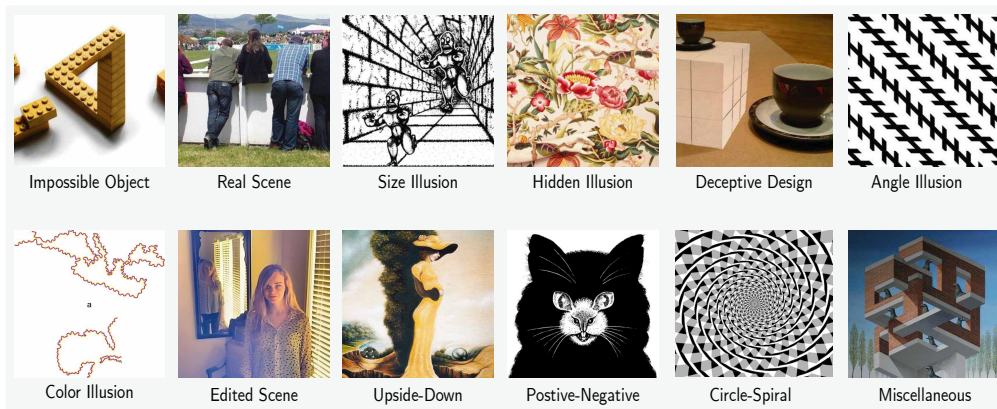 Impossible Object
Real Scene
Size Illusion
Hidden Illusion
Deceptive Design
Angle Illusion
a
Color Illusion
Edited Scene
Upside-Down
Postive-Negative
Circle-Spiral
Miscellaneous